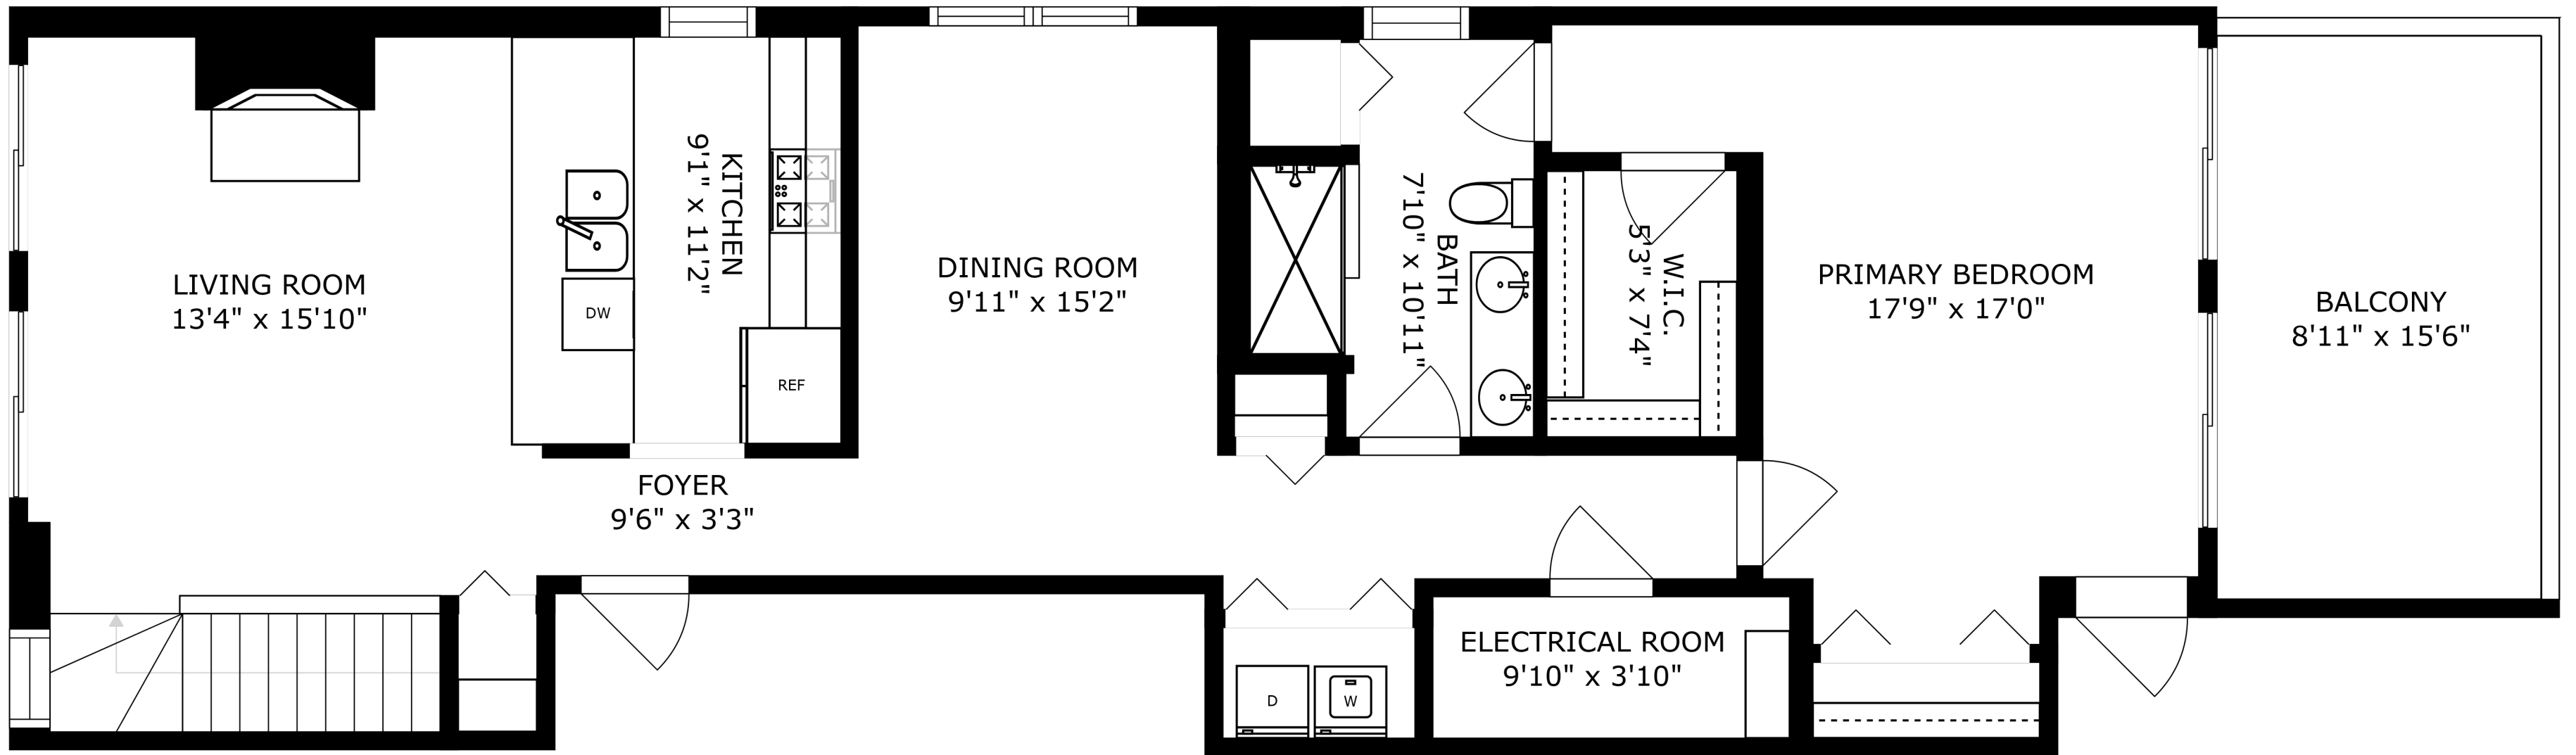 LIVING ROOM
13'4" x 15'10"
KITCHEN
9'1" x 11'2"
DW
REF
FOYER
9'6" x 3'3"
DINING ROOM
9'11" x 15'2"
BATH
7'10" x 10'11"
W.I.C.
5'3" x 7'4"
PRIMARY BEDROOM
17'9" x 17'0"
BALCONY
8'11" x 15'6"
D
W
ELECTRICAL ROOM
9'10" x 3'10"